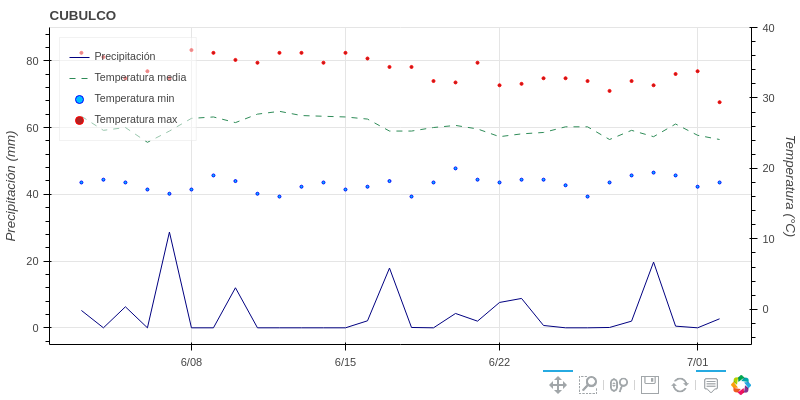 CUBULCO
Precipitación
Temperatura media
Temperatura min
Temperatura max
Precipitación (mm)
80
60
40
20
0
40
30
20
10
0
Temperatura (°C)
6/08
6/15
6/22
7/01